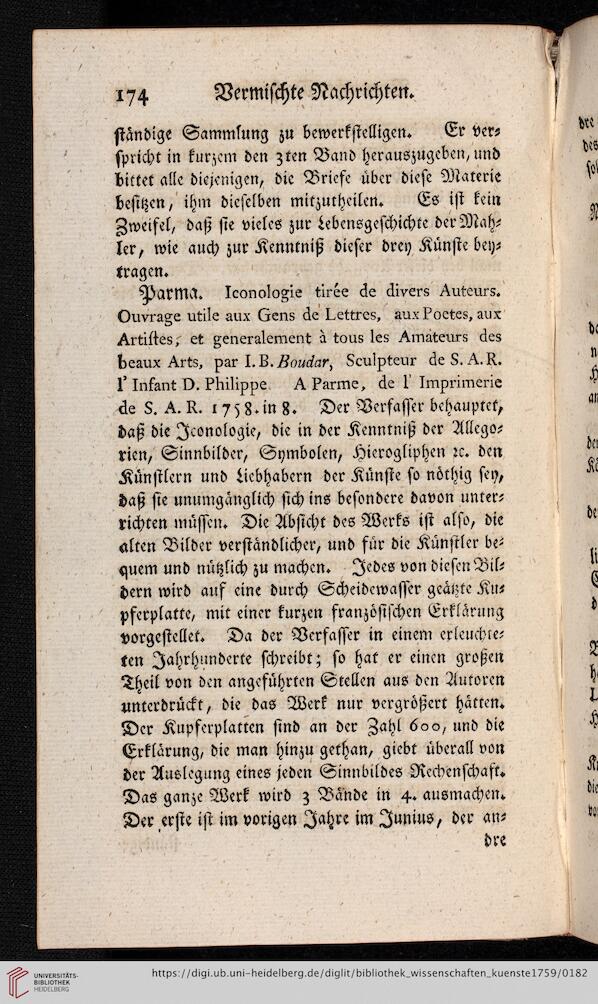 174 Vermischte Nachrichten.
ständige Sammlung zu bewerkstelligen. Er ver⸗
spricht in kurzem den 3ten Band herauszugeben, und
bittet alle diejenigen, die Briefe über diese Materie
besitzen, ihm dieselben mitzutheilen. Es ist kein
Zweifel, daß sie vieles zur Lebensgeschichte der Mah⸗
ler, wie auch zur Kenntniß dieser drey Künste bey⸗
tragen.
Parma. Iconologie tirée de divers Auteurs.
Ouvrage utile aux Gens de Lettres, aux Poetes, aux
Artistes, et generalement à tous les Amateurs des
beaux Arts, par I. B. Boudar, Sculpteur de S. A. R.
l' Infant D. Philippe A Parme, de l' Imprimerie
de S. A. R. 1758. in 8. Der Verfasser behauptet,
daß die Iconologie, die in der Kenntniß der Allego⸗
rien, Sinnbilder, Symbolen, Hierogliphen ꝛc. den
Künstlern und Liebhabern der Künste so nöthig sey,
daß sie unumgänglich sich ins besondere davon unter⸗
richten müssen. Die Absicht des Werks ist also, die
alten Bilder verständlicher, und für die Künstler be⸗
quem und nützlich zu machen. Jedes von diesen Bil⸗
dern wird auf eine durch Scheidewasser geätzte Ku⸗
pferplatte, mit einer kurzen französischen Erklärung
vorgestellet. Da der Verfasser in einem erleuchte⸗
ten Jahrhunderte schreibt; so hat er einen großen
Theil von den angeführten Stellen aus den Autoren
unterdrückt, die das Werk nur vergrößert hätten.
Der Kupferplatten sind an der Zahl 600, und die
Erklärung, die man hinzu gethan, giebt überall von
der Auslegung eines jeden Sinnbildes Rechenschaft.
Das ganze Werk wird 3 Bände in 4. ausmachen.
Der erste ist im vorigen Jahre im Junius, der an⸗
dre
UNIVERSITÄTS-
BIBLIOTHEK
HEIDELBERG
https://digi.ub.uni-heidelberg.de/diglit/bibliothek_wissenschaften_kuenste1759/0182